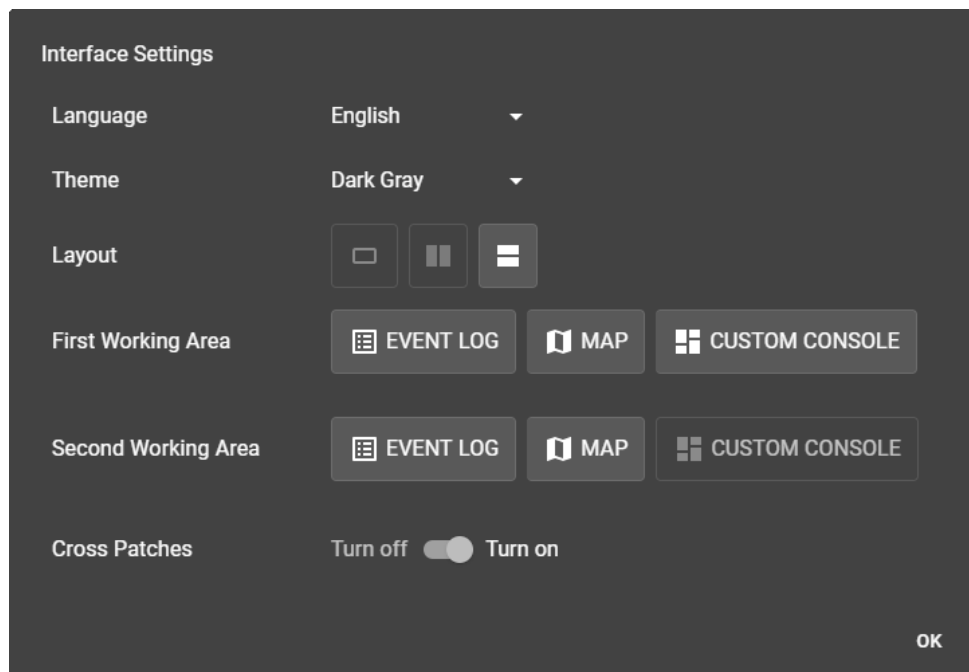 Interface Settings
Language English
Theme Dark Gray
Layout
First Working Area EVENT LOG MAP CUSTOM CONSOLE
Second Working Area EVENT LOG MAP CUSTOM CONSOLE
Cross Patches Turn off Turn on
OK